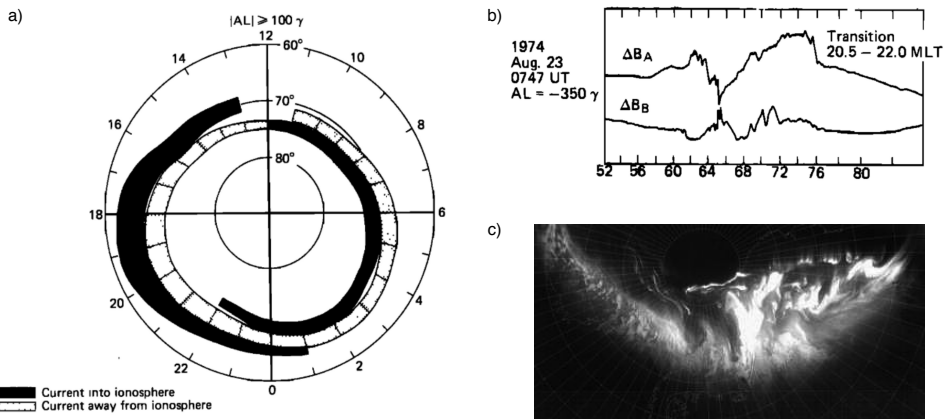 a)
|AL| ⩾ 100 γ
12
60°
14
10
70°
16
8
80°
18
6
20
4
22
2
0
Current into ionosphere
Current away from ionosphere
b)
1974
Aug. 23
0747 UT
AL = −350 γ
ΔBA
ΔBB
Transition
20.5 − 22.0 MLT
52 56 60 64 68 72 76 80
c)